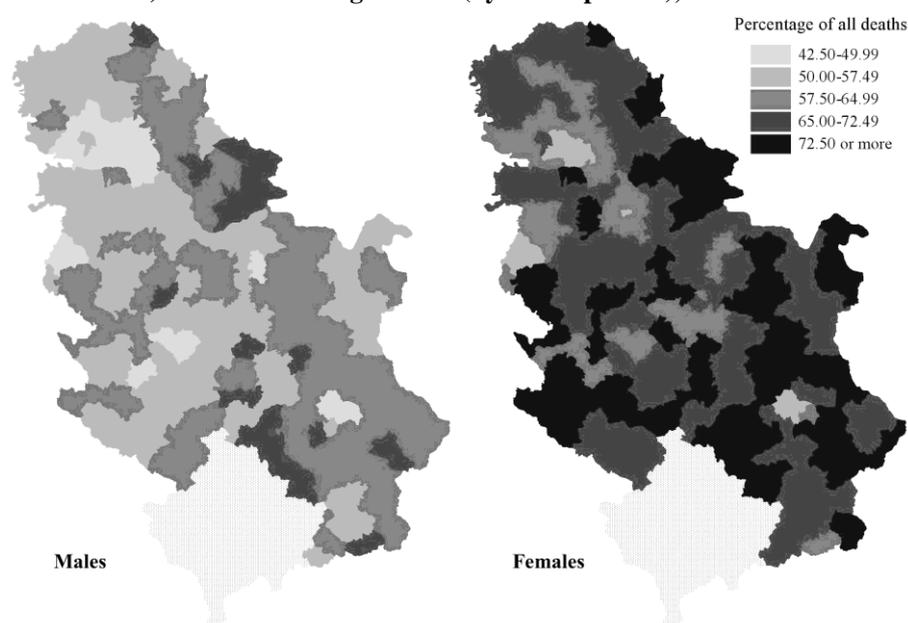 Percentage of all deaths
42.50-49.99
50.00-57.49
57.50-64.99
65.00-72.49
72.50 or more
Males
Females